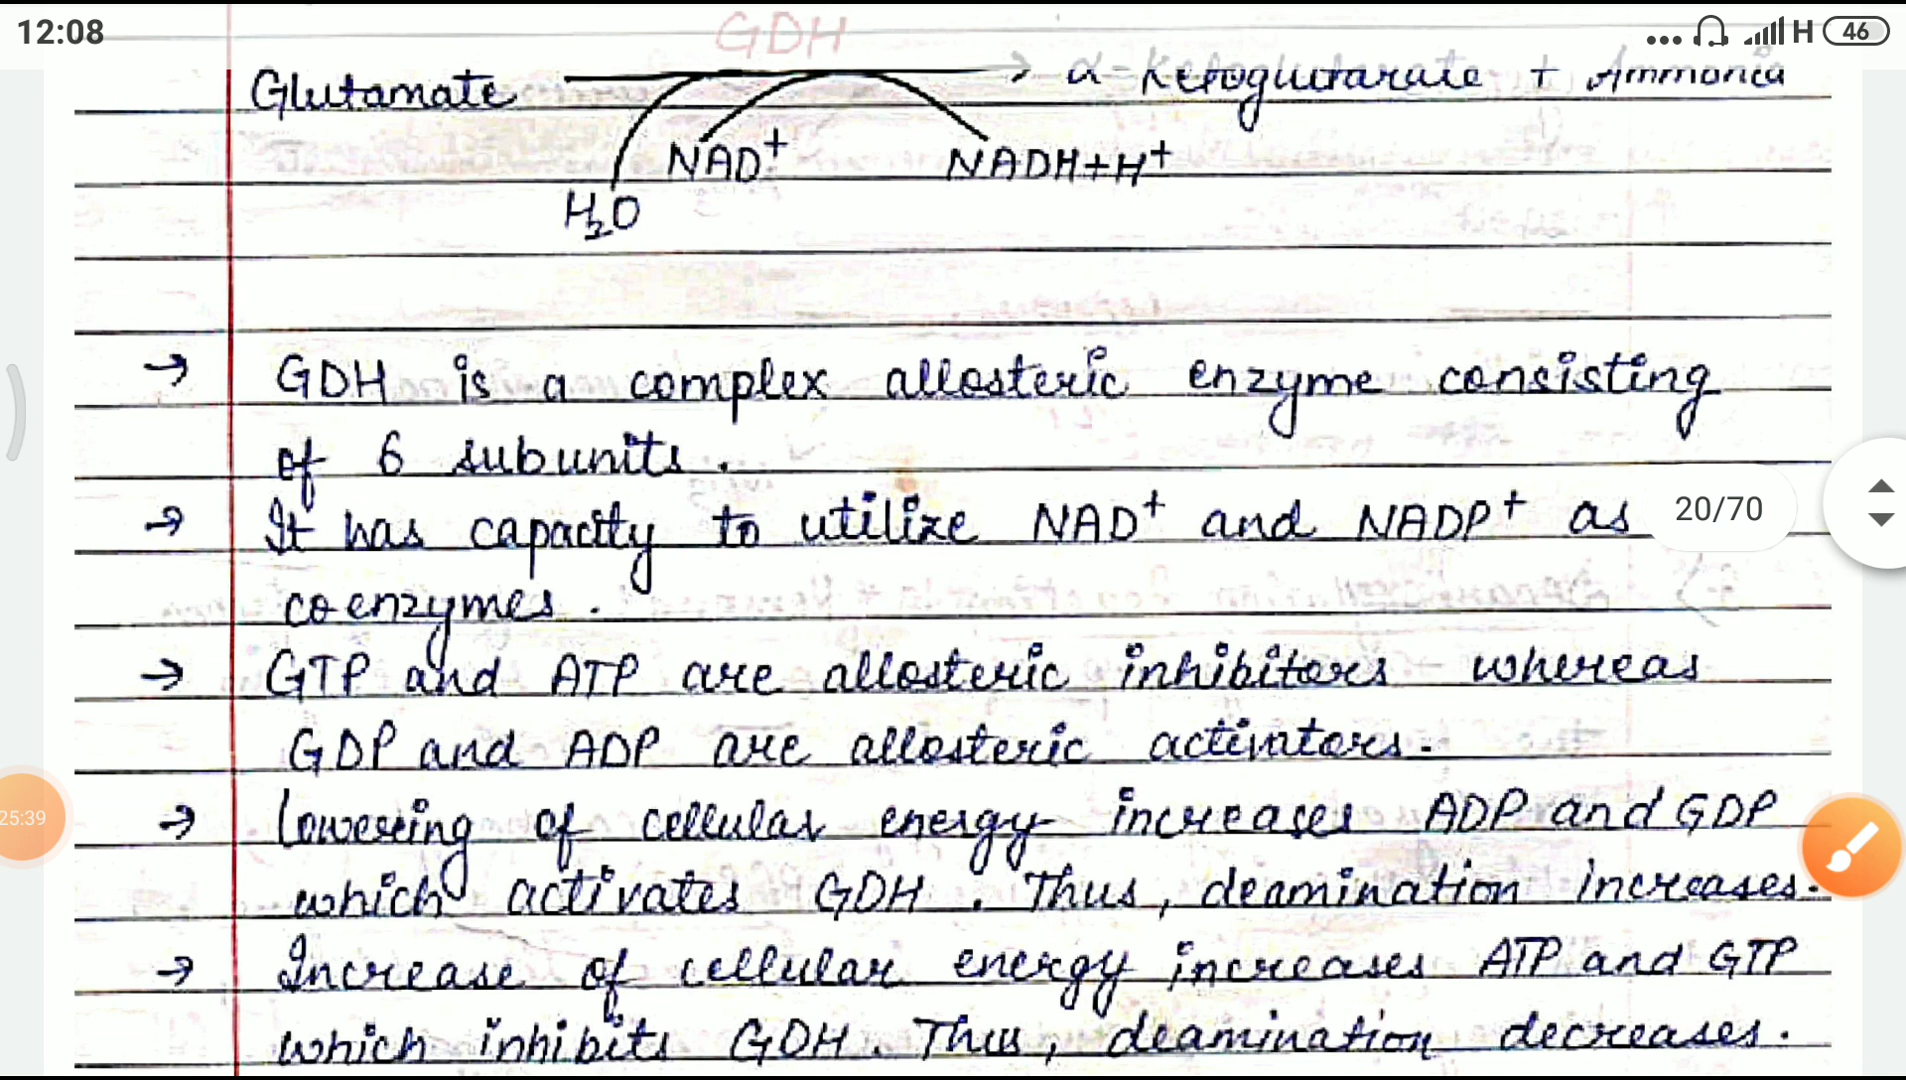 12:08
H 46
GDH
Glutamate → α-Ketoglutarate + Ammonia
NAD+ NADH+H+
H2O
→ GDH is a complex allosteric enzyme consisting
of 6 subunits.
→ It has capacity to utilize NAD+ and NADP+ as
20/70
coenzymes.
→ GTP and ATP are allosteric inhibitors whereas
GDP and ADP are allosteric activators.
→ Lowering of cellular energy increases ADP and GDP
25:39
which activates GDH. Thus, deamination increases.
→ Increase of cellular energy increases ATP and GTP
which inhibits GDH. Thus, deamination decreases.